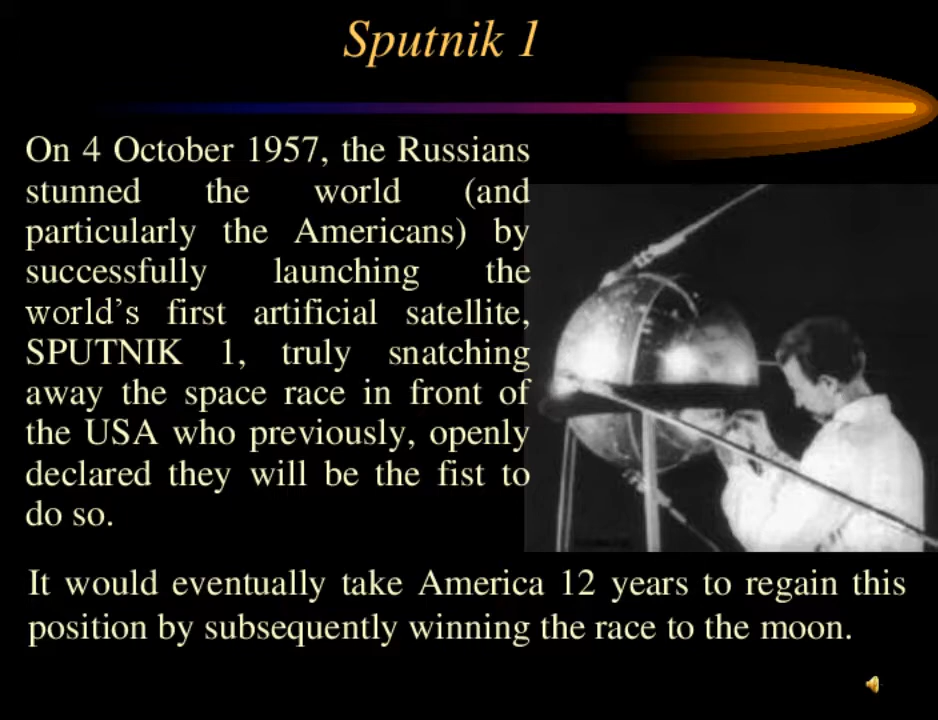 Sputnik 1
On 4 October 1957, the Russians
stunned the world (and
particularly the Americans) by
successfully launching the
world’s first artificial satellite,
SPUTNIK 1, truly snatching
away the space race in front of
the USA who previously, openly
declared they will be the fist to
do so.
It would eventually take America 12 years to regain this
position by subsequently winning the race to the moon.